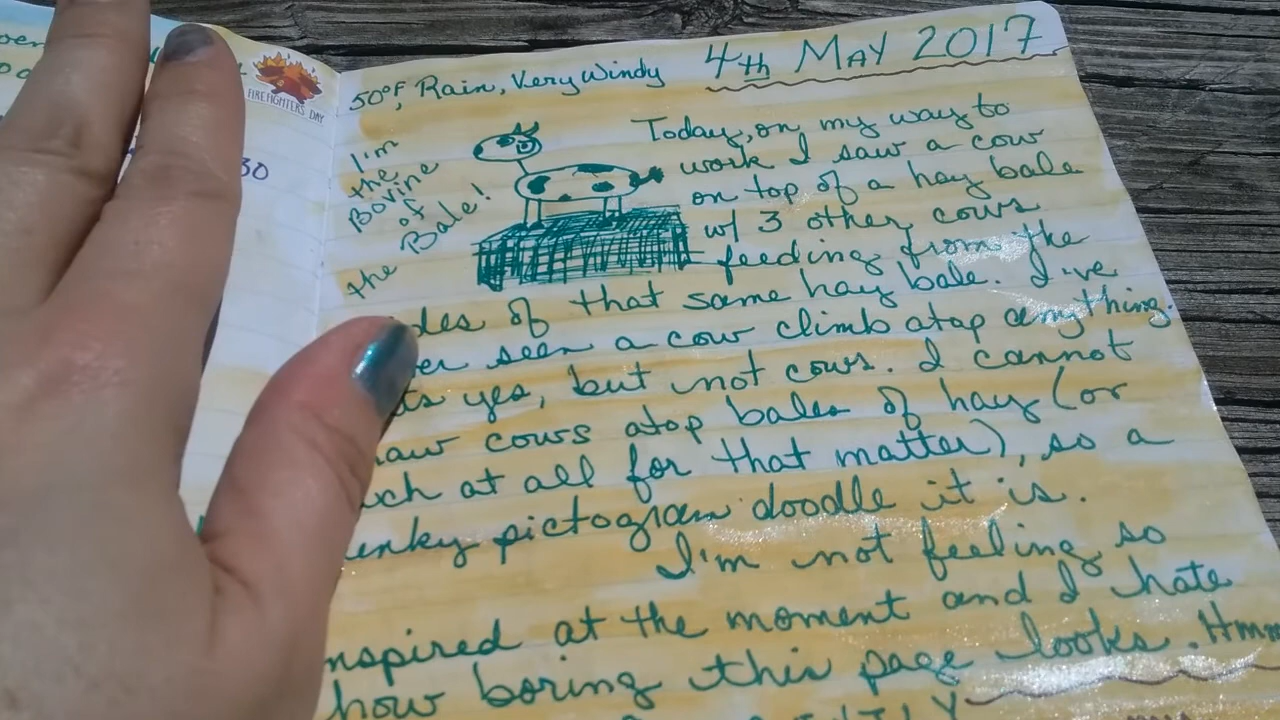 FIREFIGHTERS DAY
30
50°F, Rain, Very Windy 4th MAY 2017
I'm
the
Bovine
of
the Bale!
Today, on my way to
work I saw a cow
on top of a hay bale
w/ 3 other cows
feeding from the
des of that same hay bale. I've
er seen a cow climb atop anything.
ts yes, but not cows. I cannot
raw cows atop bales of hay (or
uch at all for that matter), so a
enky pictogram doodle it is.
I'm not feeling so
nspired at the moment and I hate
how boring this page looks. Hmm